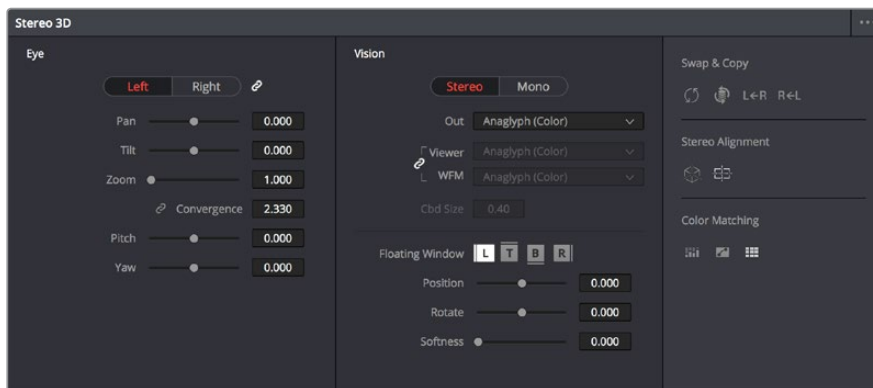 Stereo 3D
Eye
Left Right
Pan 0.000
Tilt 0.000
Zoom 1.000
Convergence 2.330
Pitch 0.000
Yaw 0.000
Vision
Stereo Mono
Out Anaglyph (Color)
Viewer Anaglyph (Color)
WFM Anaglyph (Color)
Cbd Size 0.40
Floating Window L T B R
Position 0.000
Rotate 0.000
Softness 0.000
Swap & Copy
L←R R←L
Stereo Alignment
Color Matching